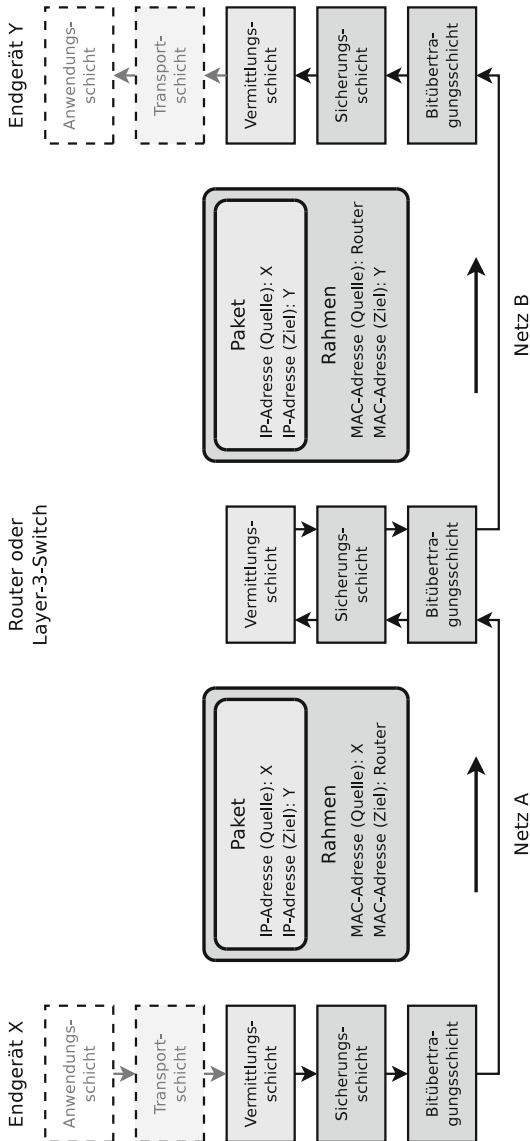 Endgerät X
Anwendungs-
schicht
Transport-
schicht
Vermittlungs-
schicht
Sicherungs-
schicht
Bitübertra-
gungsschicht
Paket
IP-Adresse (Quelle): X
IP-Adresse (Ziel): Y
Rahmen
MAC-Adresse (Quelle): X
MAC-Adresse (Ziel): Router
Netz A
Router oder
Layer-3-Switch
Vermittlungs-
schicht
Sicherungs-
schicht
Bitübertra-
gungsschicht
Paket
IP-Adresse (Quelle): X
IP-Adresse (Ziel): Y
Rahmen
MAC-Adresse (Quelle): Router
MAC-Adresse (Ziel): Y
Netz B
Endgerät Y
Anwendungs-
schicht
Transport-
schicht
Vermittlungs-
schicht
Sicherungs-
schicht
Bitübertra-
gungsschicht